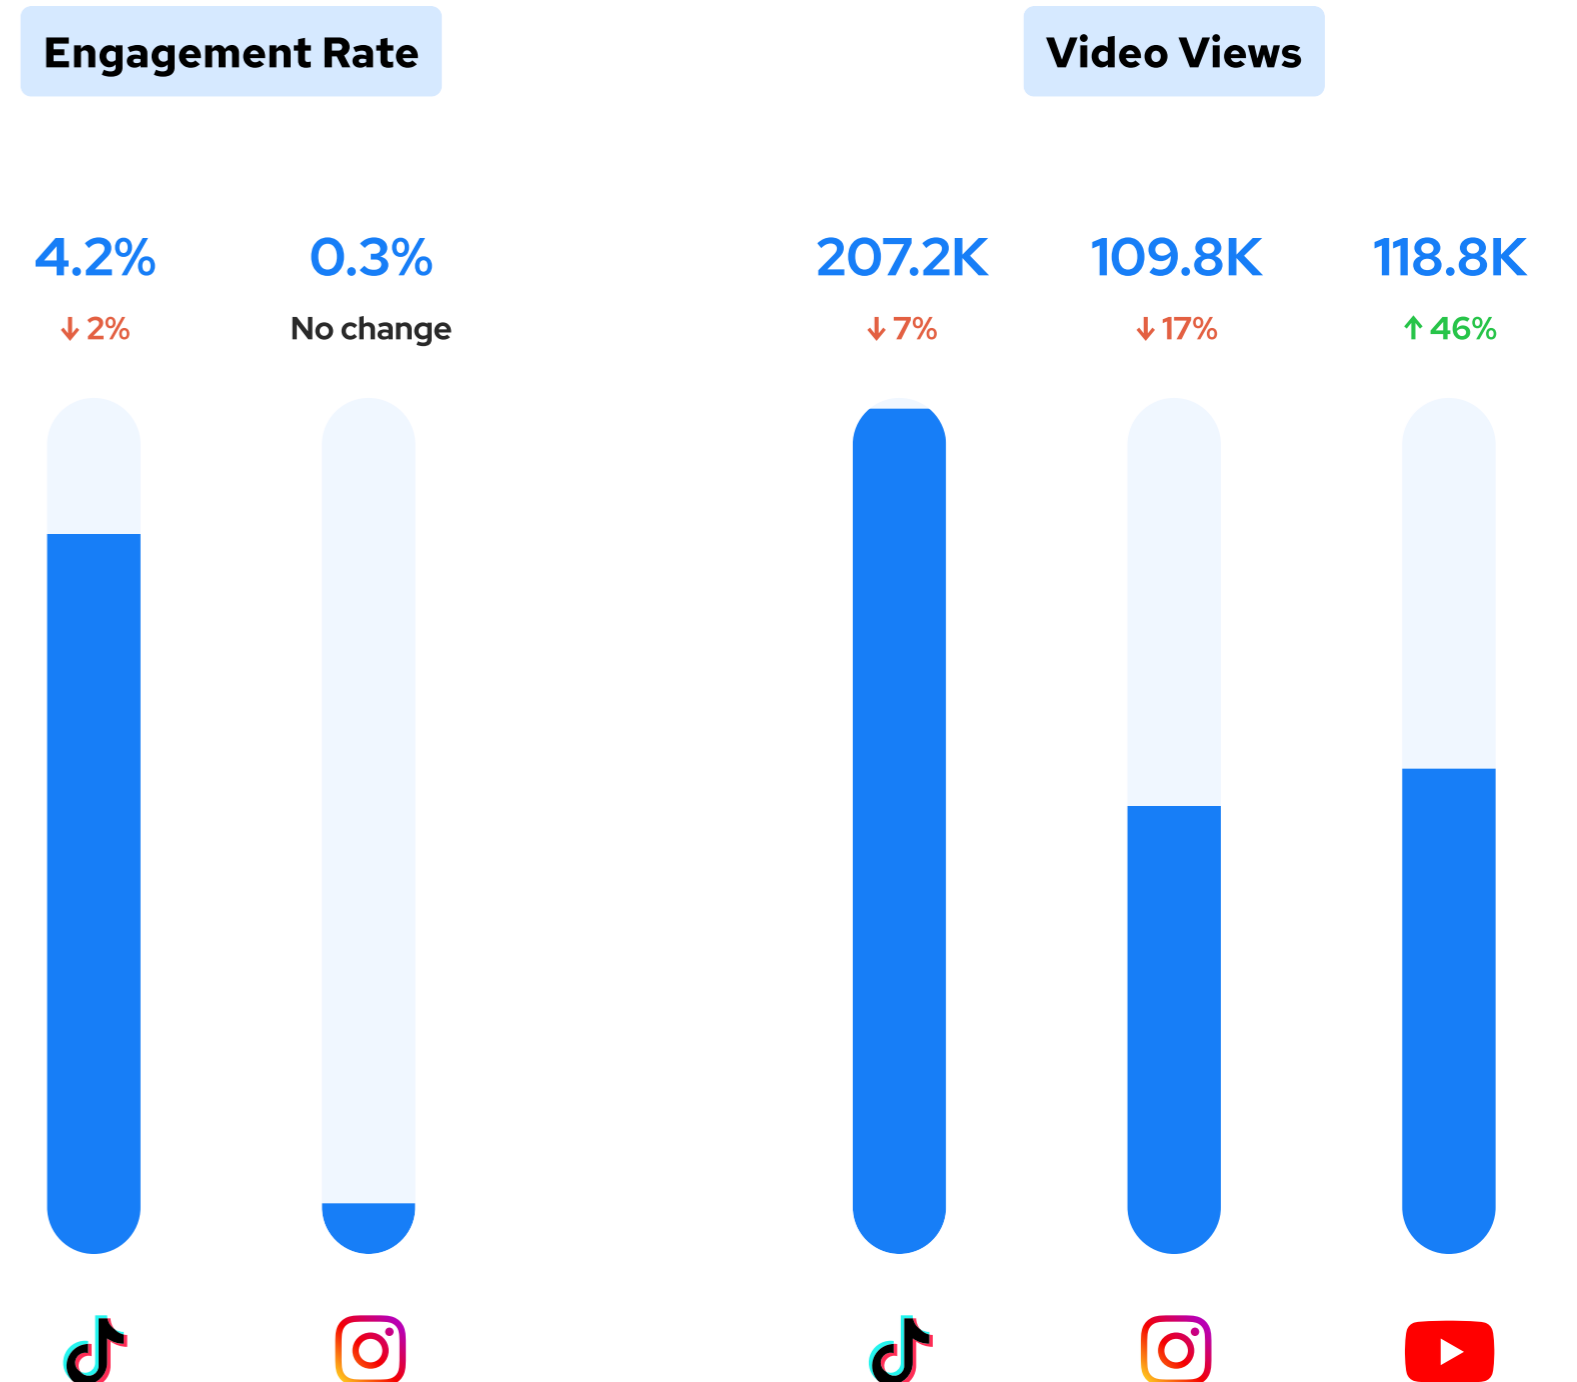 Engagement Rate
Video Views
4.2%
0.3%
207.2K
109.8K
118.8K
↓ 2%
No change
↓ 7%
↓ 17%
↑ 46%